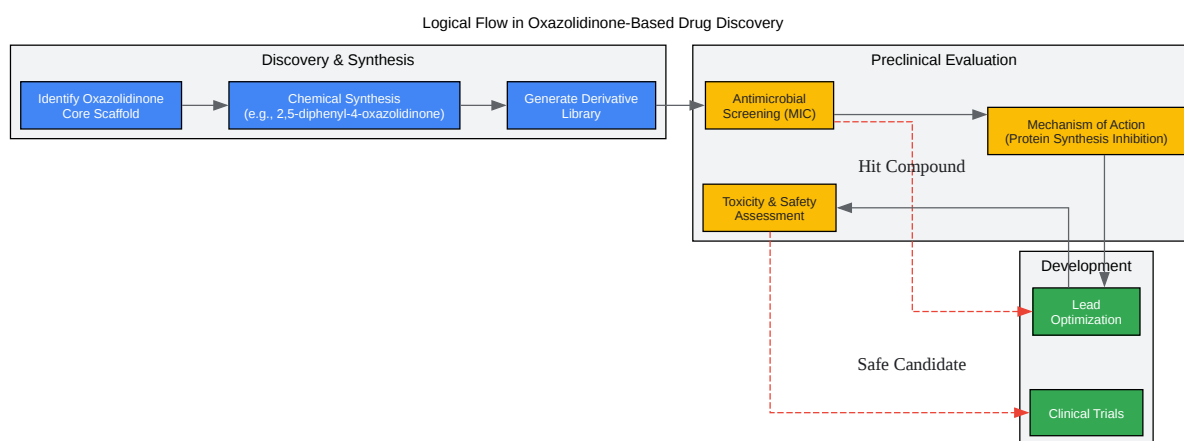 Logical Flow in Oxazolidinone-Based Drug Discovery
Discovery & Synthesis
Identify Oxazolidinone
Core Scaffold
Chemical Synthesis
(e.g., 2,5-diphenyl-4-oxazolidinone)
Generate Derivative
Library
Preclinical Evaluation
Antimicrobial
Screening (MIC)
Mechanism of Action
(Protein Synthesis Inhibition)
Hit Compound
Toxicity & Safety
Assessment
Development
Lead
Optimization
Safe Candidate
Clinical Trials